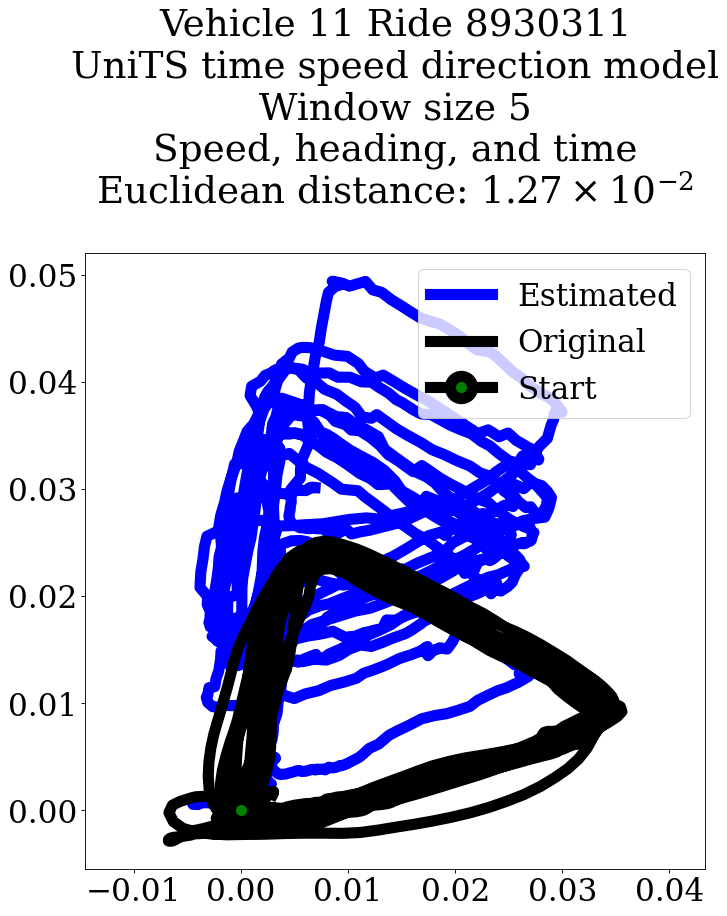 Vehicle 11 Ride 8930311
UniTS time speed direction model
Window size 5
Speed, heading, and time
Euclidean distance: 1.27 × 10⁻²
0.05
0.04
0.03
0.02
0.01
0.00
Estimated
Original
Start
−0.01 0.00 0.01 0.02 0.03 0.04